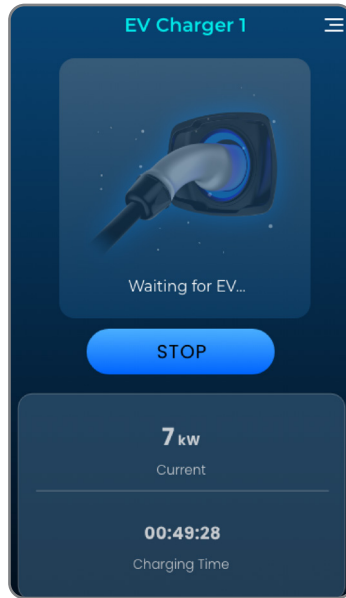 EV Charger 1
Waiting for EV...
STOP
7 kW
Current
00:49:28
Charging Time